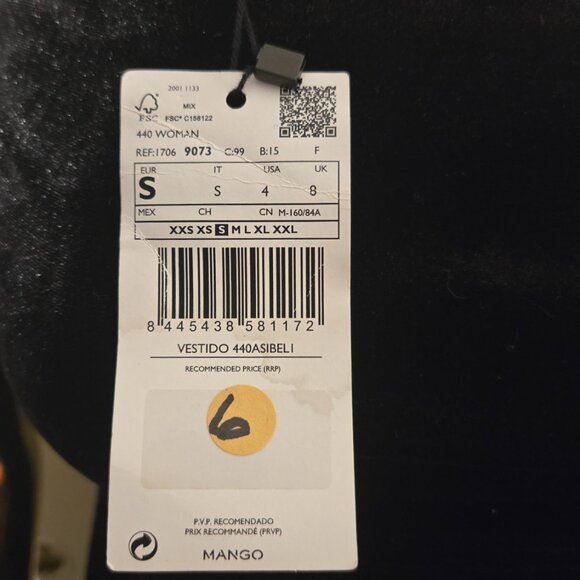 2001 1133
MIX
FSC FSC® C158122
440 WOMAN
REF:1706 9073 C:99 B:15 F
EUR IT USA UK
S S 4 8
MEX CH CN M-160/84A
XXS XS S M L XL XXL
8 445438 581172
VESTIDO 440ASIBEL1
RECOMMENDED PRICE (RRP)
6
P.V.P. RECOMENDADO
PRIX RECOMMANDÉ (PRVP)
MANGO